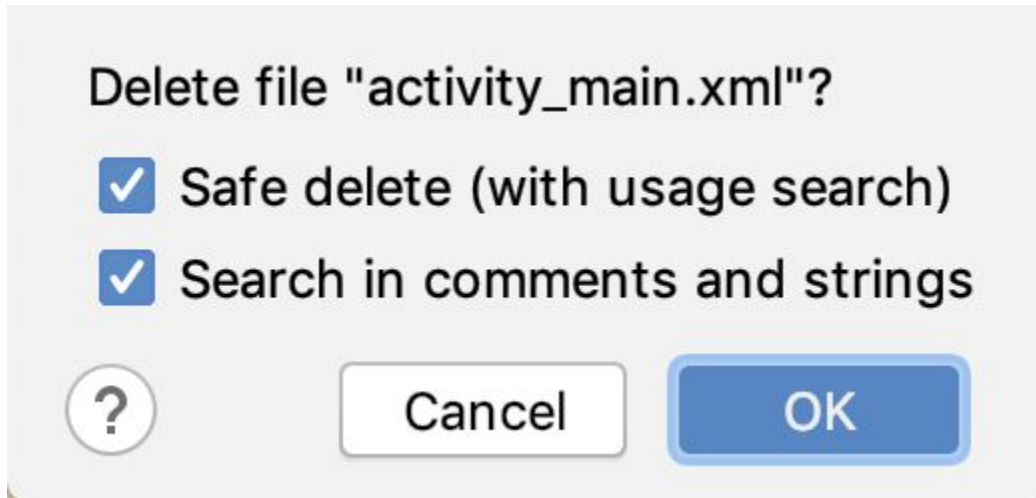 Delete file "activity_main.xml"?
Safe delete (with usage search)
Search in comments and strings
?
Cancel
OK